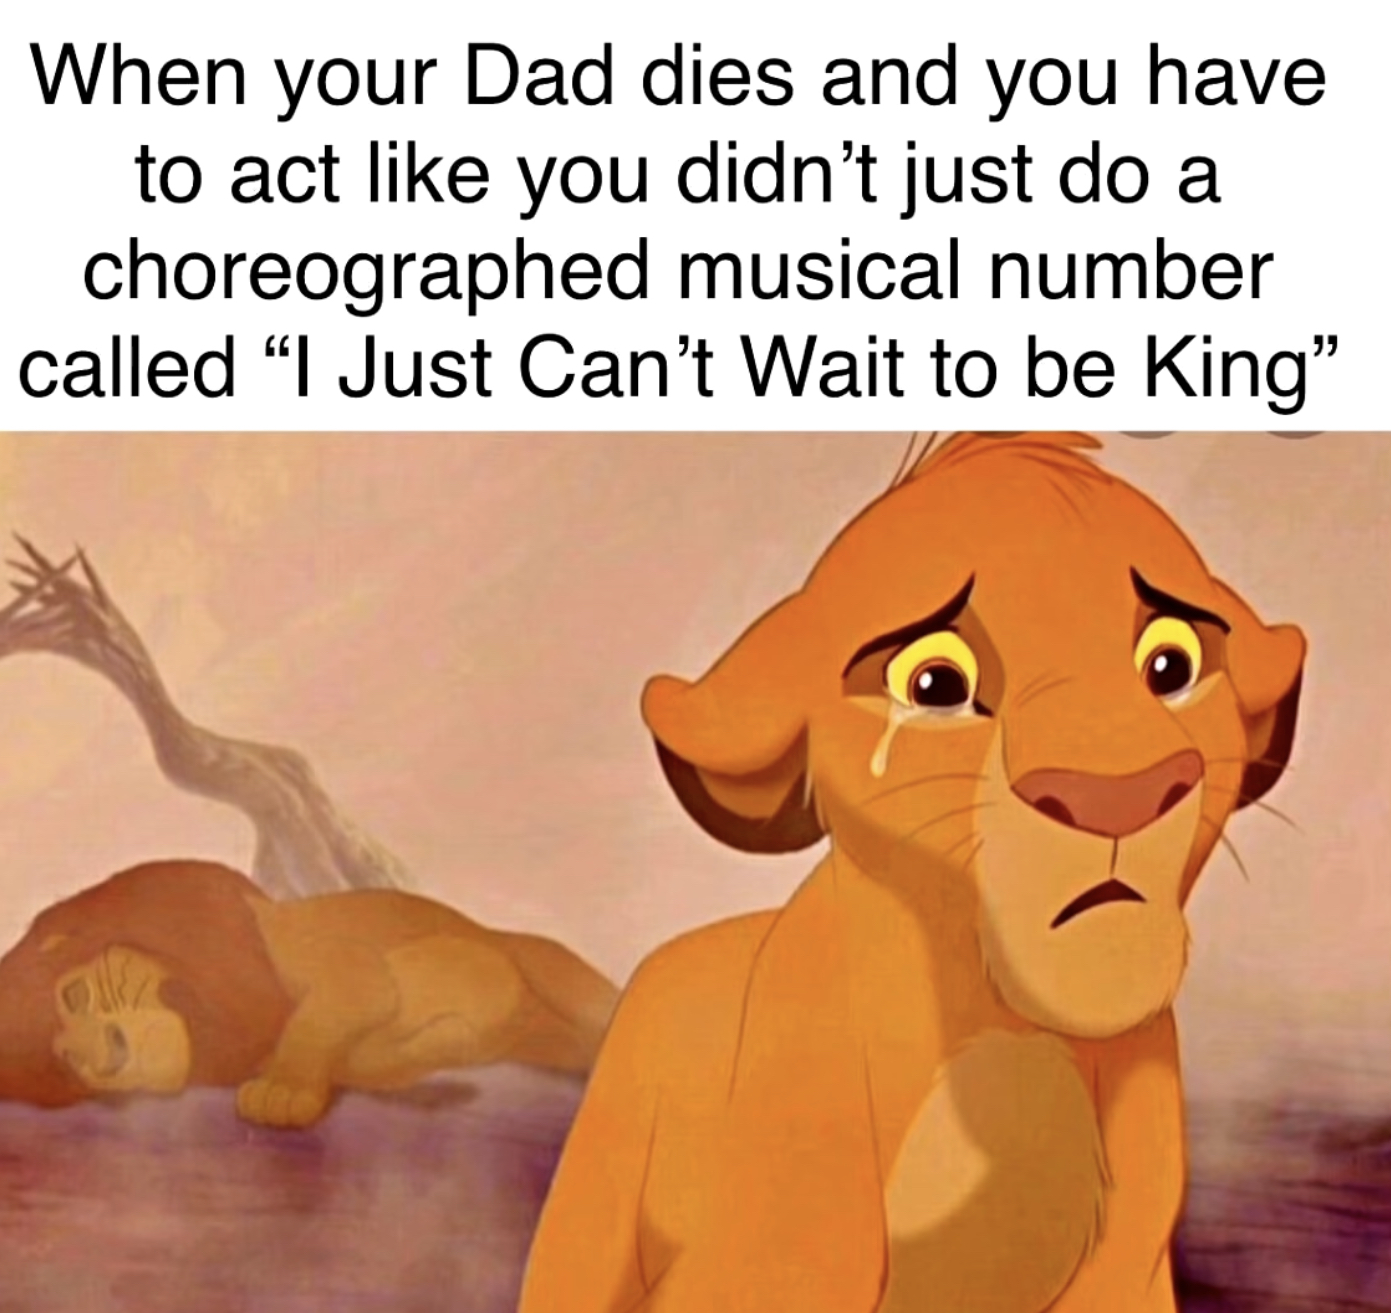 When your Dad dies and you have
to act like you didn’t just do a
choreographed musical number
called “I Just Can’t Wait to be King”